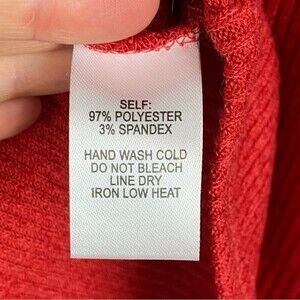 SELF:
97% POLYESTER
3% SPANDEX
HAND WASH COLD
DO NOT BLEACH
LINE DRY
IRON LOW HEAT